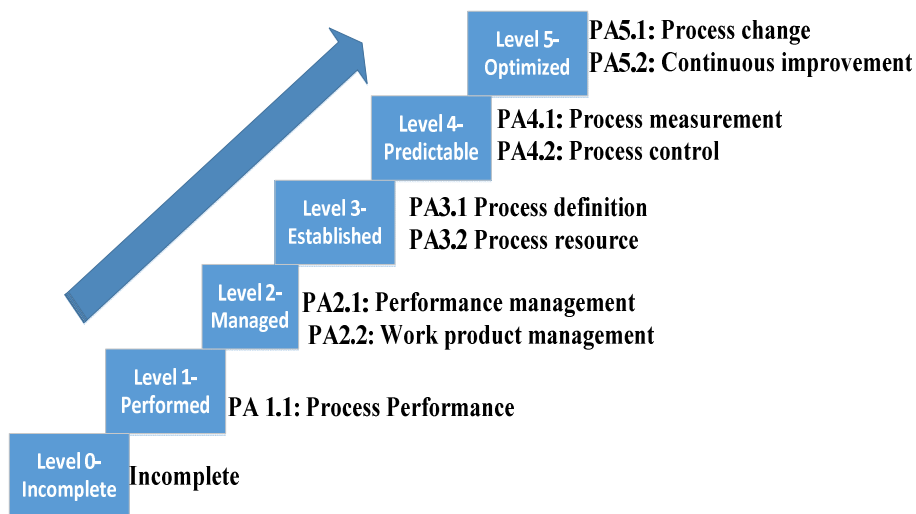 Level 5-
Optimized
PA5.1: Process change
PA5.2: Continuous improvement
Level 4-
Predictable
PA4.1: Process measurement
PA4.2: Process control
Level 3-
Established
PA3.1 Process definition
PA3.2 Process resource
Level 2-
Managed
PA2.1: Performance management
PA2.2: Work product management
Level 1-
Performed
PA 1.1: Process Performance
Level 0-
Incomplete
Incomplete